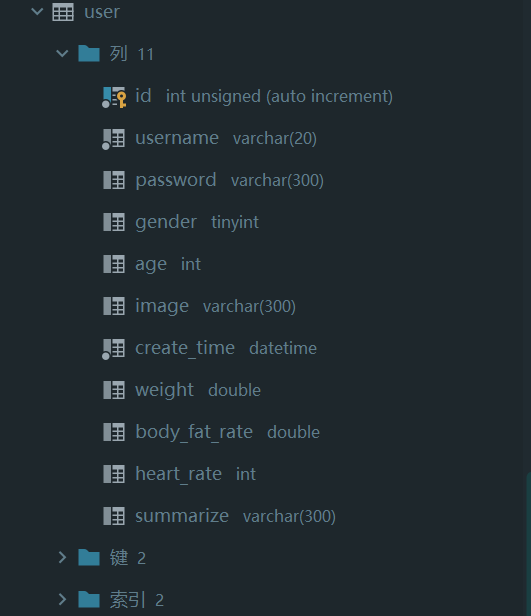 user
列 11
id int unsigned (auto increment)
username varchar(20)
password varchar(300)
gender tinyint
age int
image varchar(300)
create_time datetime
weight double
body_fat_rate double
heart_rate int
summarize varchar(300)
键 2
索引 2